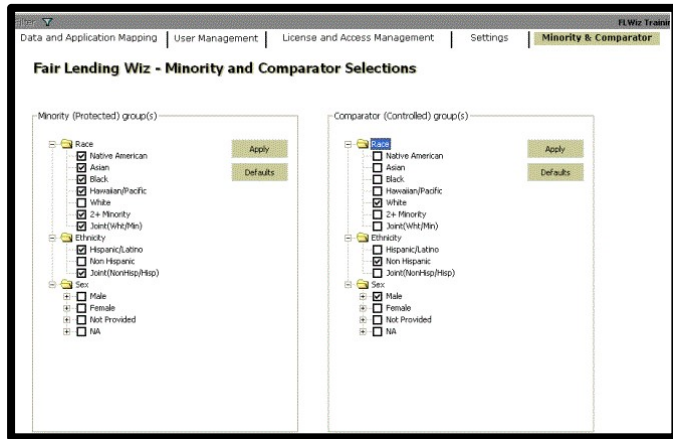 Filter:
FLWiz Trainin
Data and Application Mapping User Management License and Access Management Settings Minority & Comparator
Fair Lending Wiz - Minority and Comparator Selections
Minority (Protected) group(s)
Race
Native American
Asian
Black
Hawaiian/Pacific
White
2+ Minority
Joint(Wht/Min)
Ethnicity
Hispanic/Latino
Non Hispanic
Joint(NonHisp/Hisp)
Sex
Male
Female
Not Provided
NA
Apply
Defaults
Comparator (Controlled) group(s)
Race
Native American
Asian
Black
Hawaiian/Pacific
White
2+ Minority
Joint(Wht/Min)
Ethnicity
Hispanic/Latino
Non Hispanic
Joint(NonHisp/Hisp)
Sex
Male
Female
Not Provided
NA
Apply
Defaults